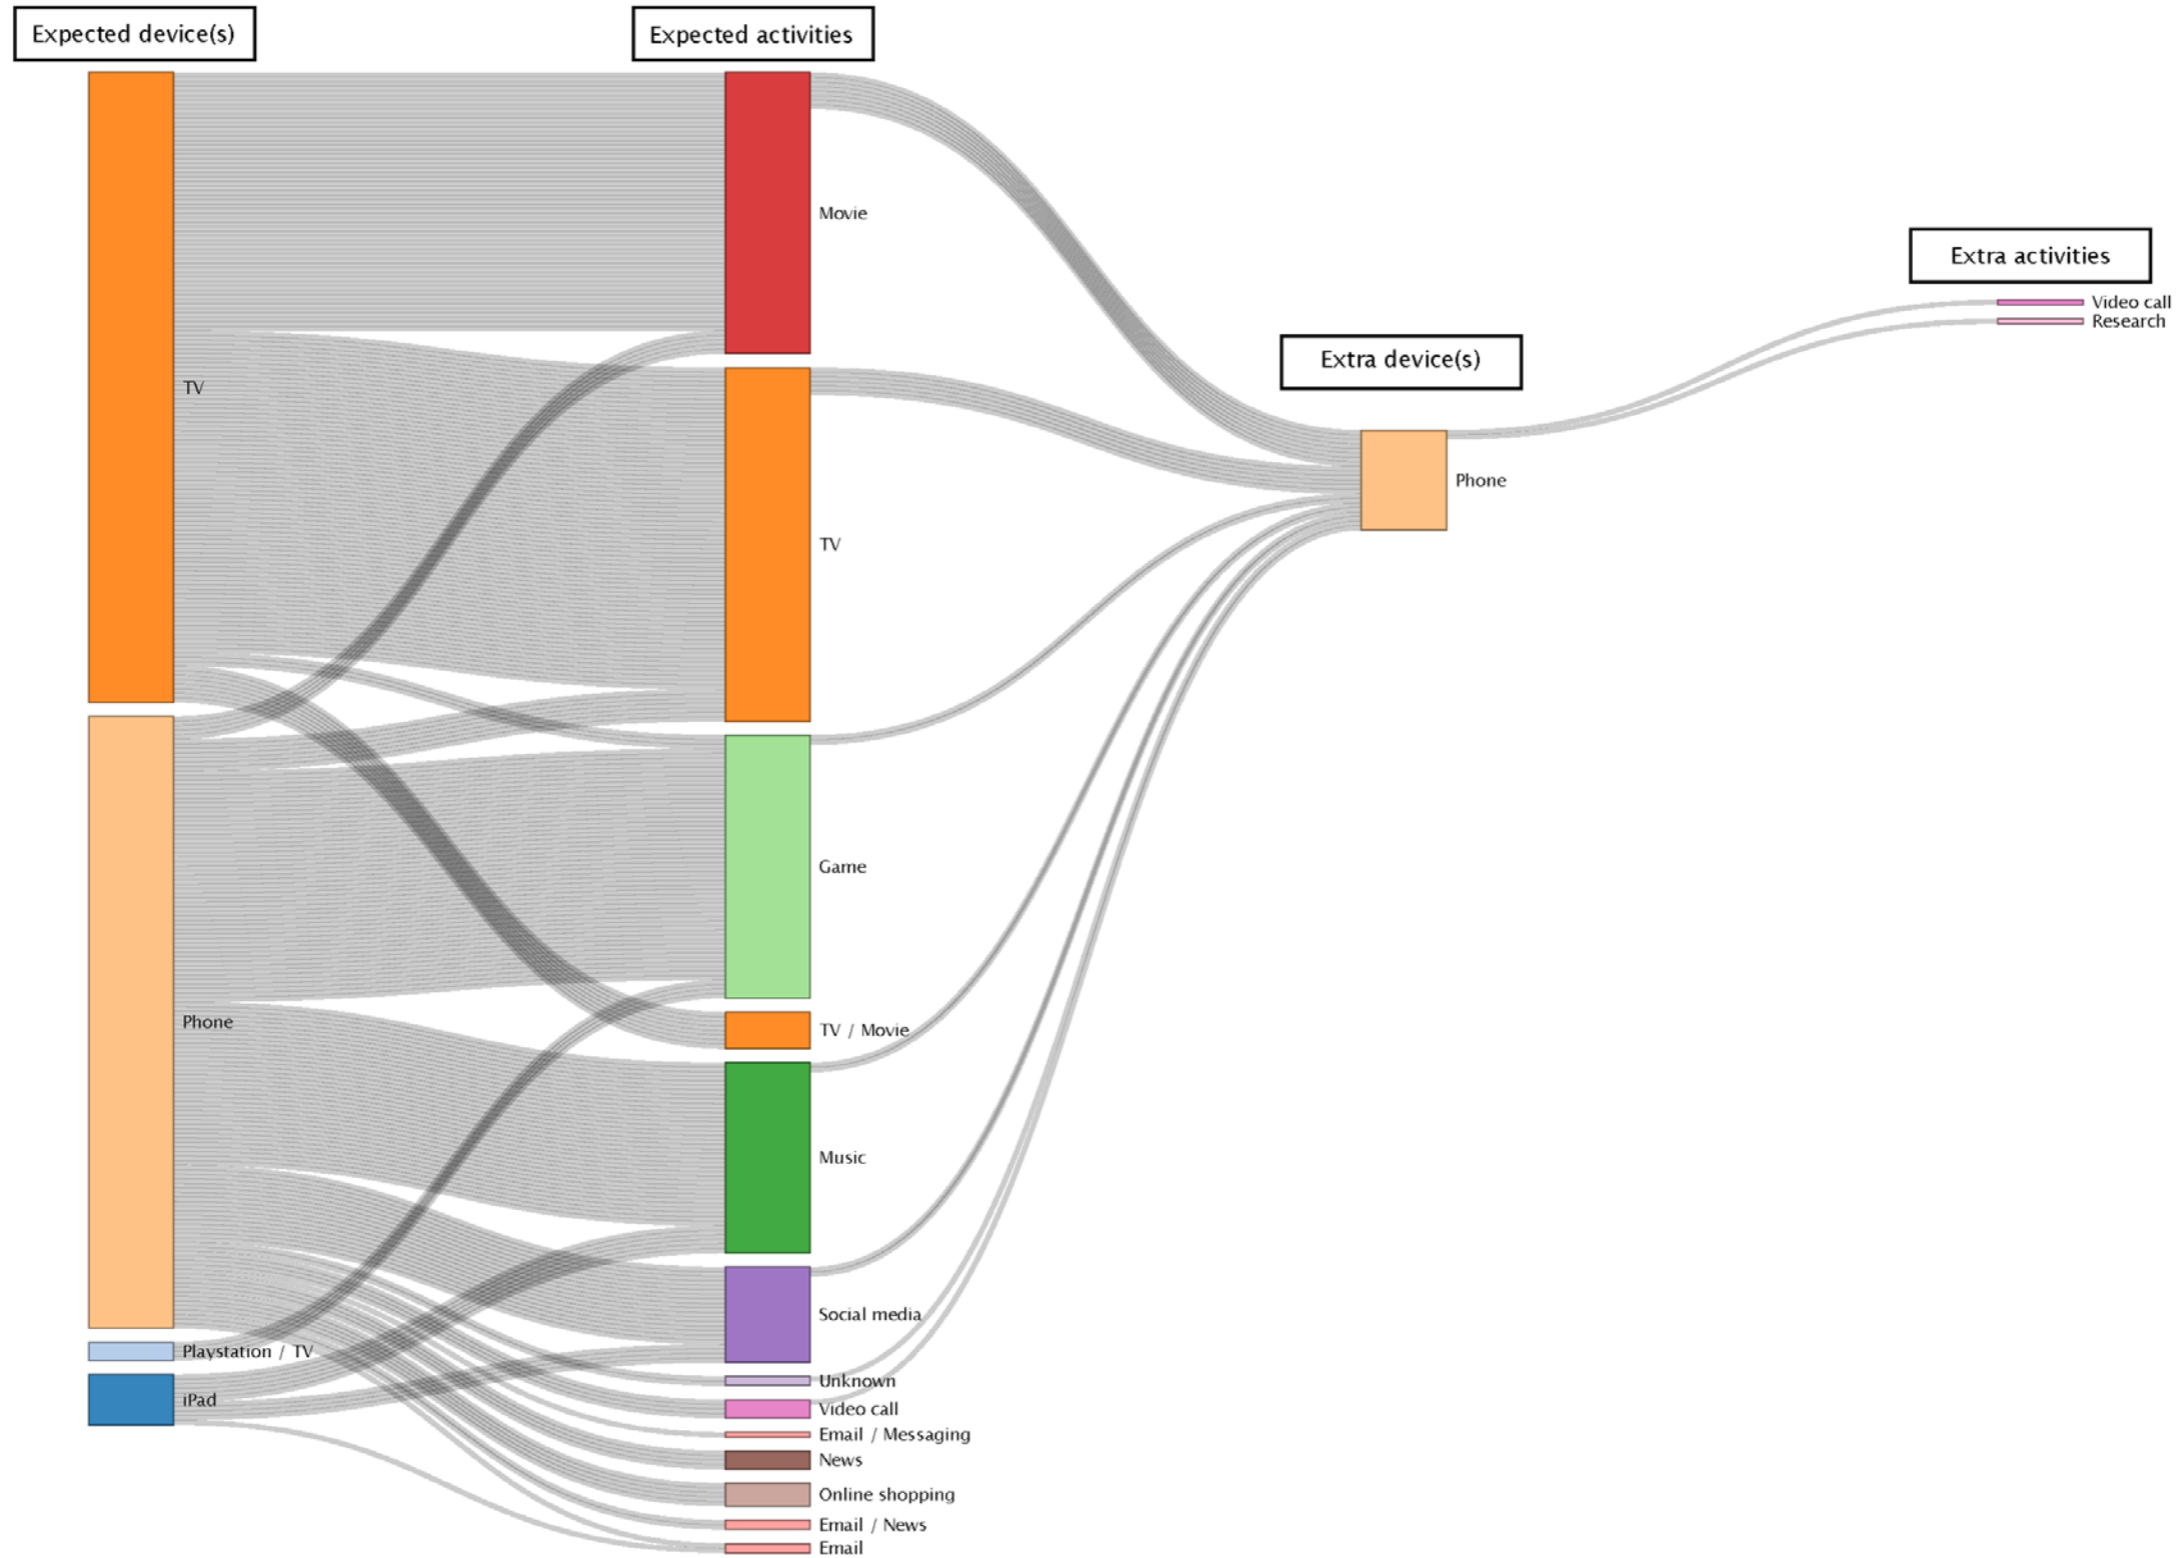 Expected device(s)
Expected activities
Extra device(s)
Extra activities
TV
Phone
Playstation / TV
iPad
Movie
TV
Game
TV / Movie
Music
Social media
Unknown
Video call
Email / Messaging
News
Online shopping
Email / News
Email
Phone
Video call
Research